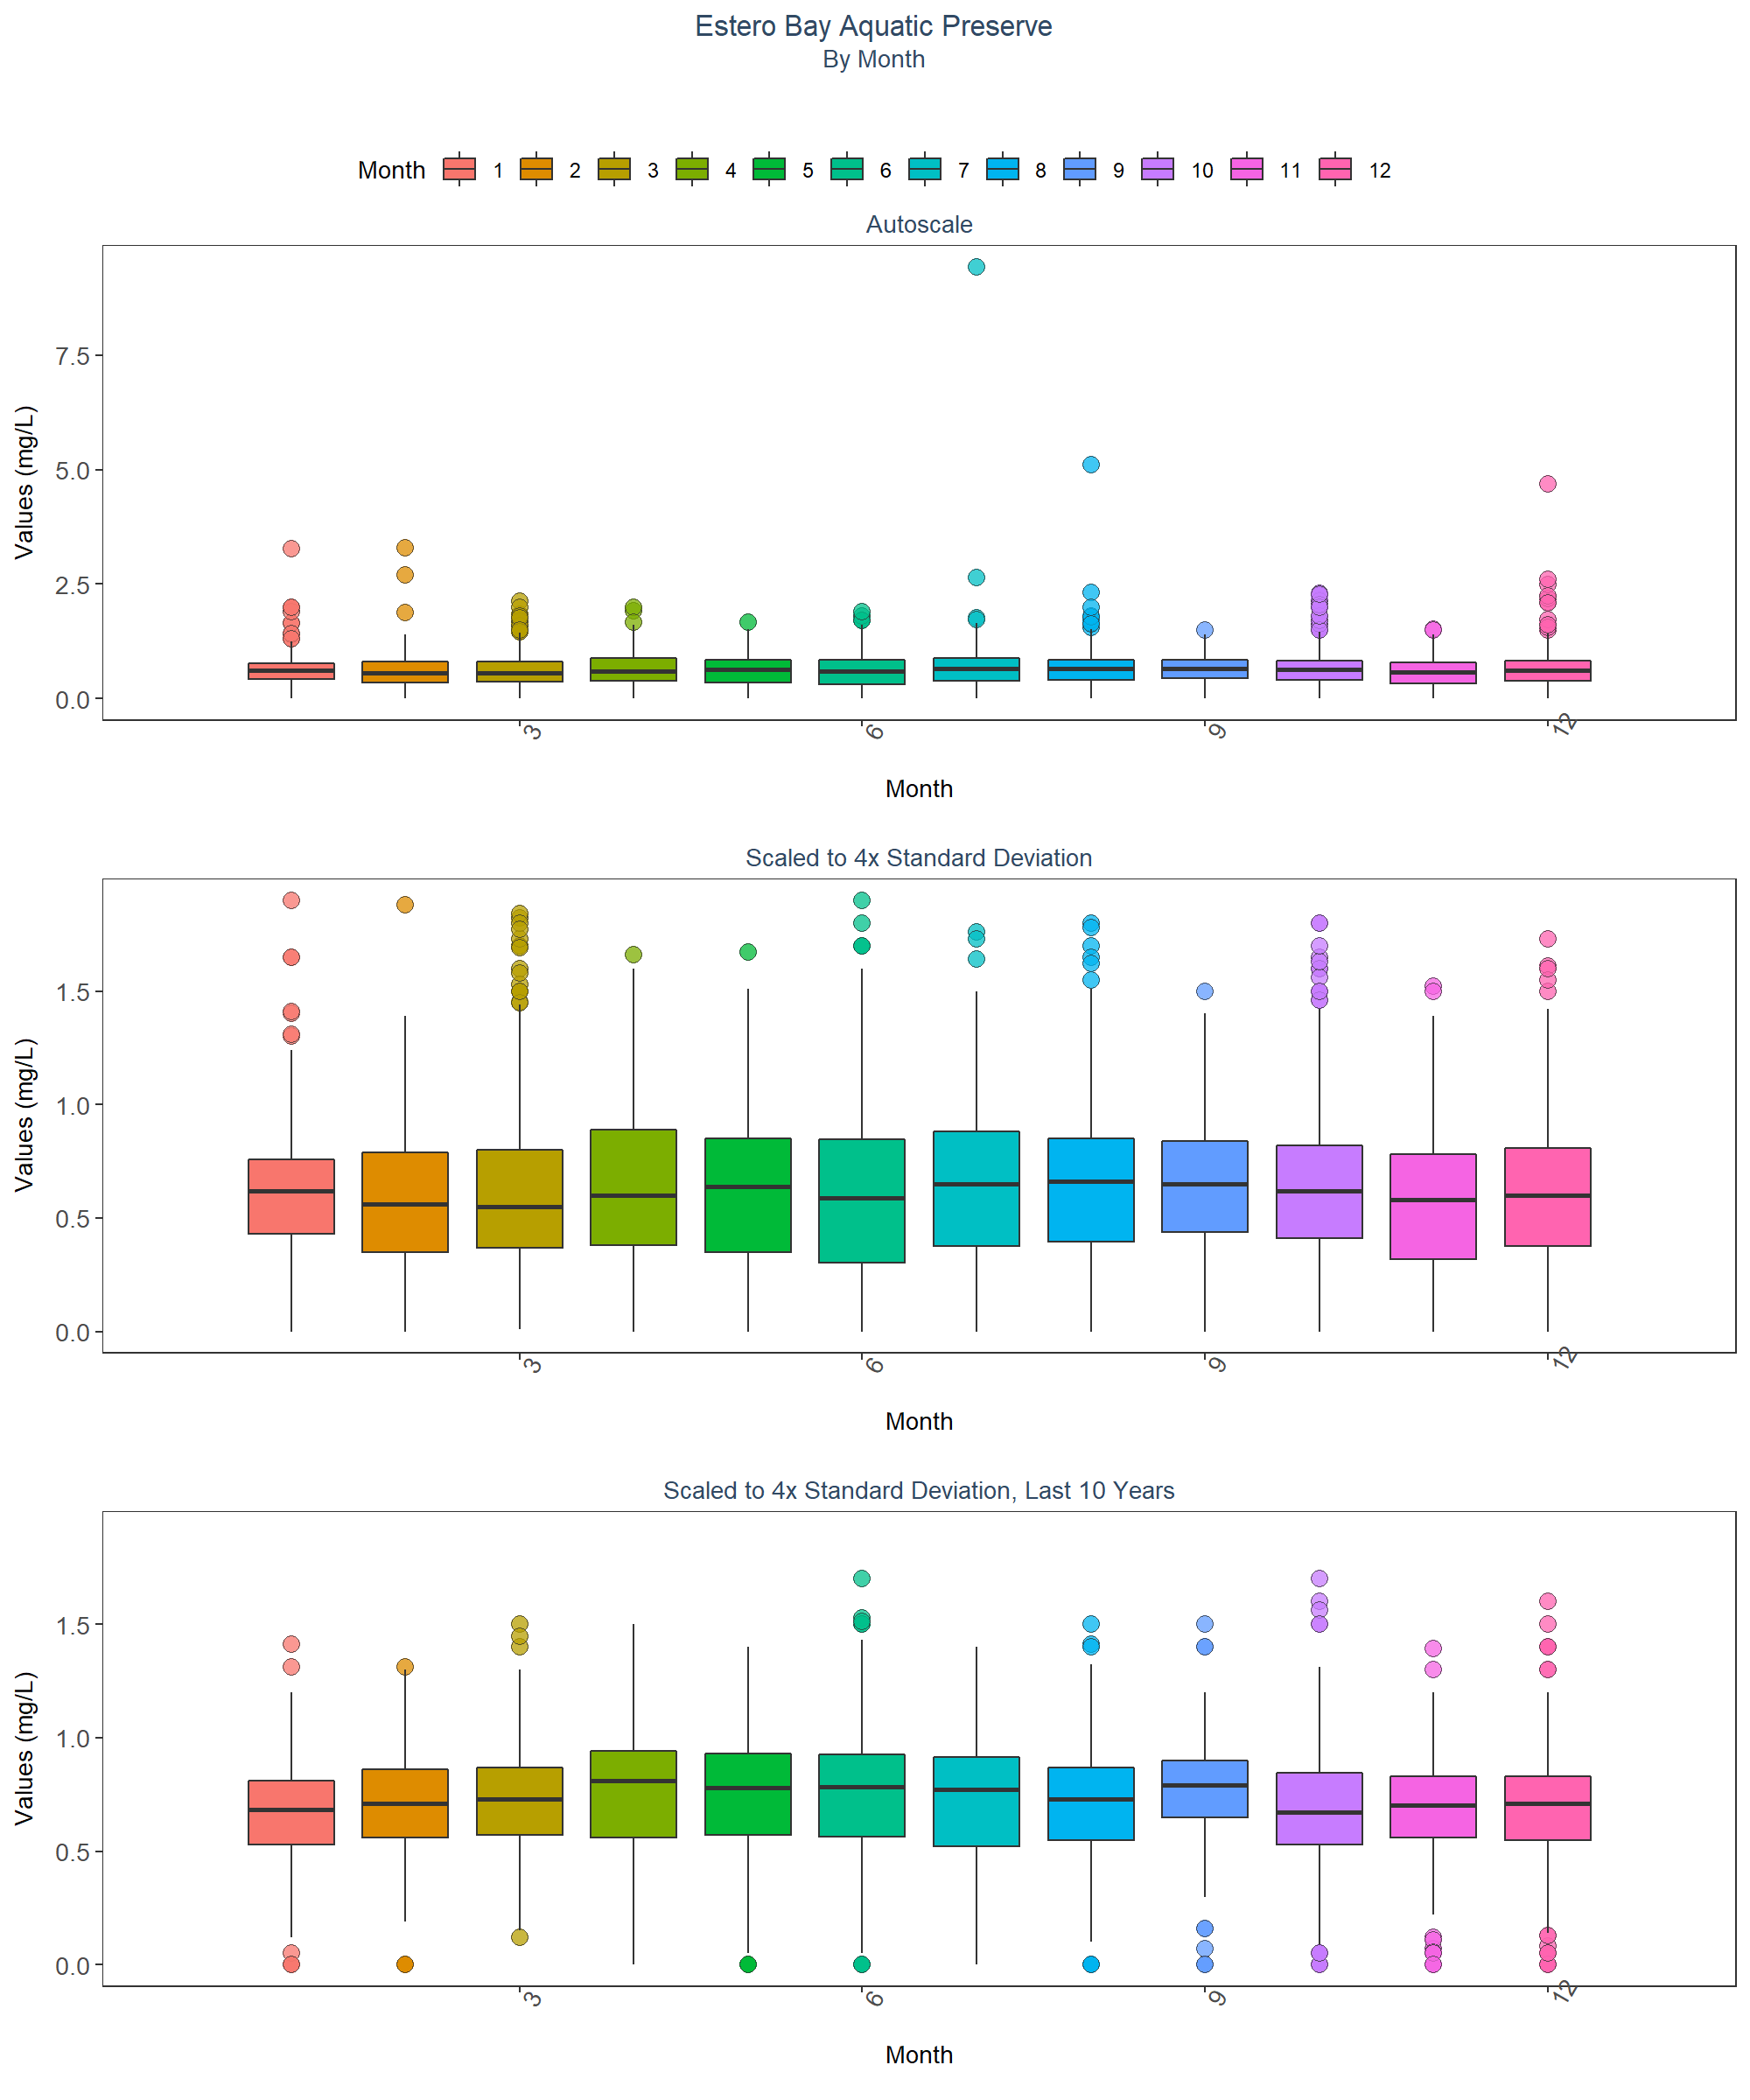 Estero Bay Aquatic Preserve
By Month
Month 1 2 3 4 5 6 7 8 9 10 11 12
Autoscale
Values (mg/L)
7.5
5.0
2.5
0.0
3 6 9 12
Month
Scaled to 4x Standard Deviation
Values (mg/L)
1.5
1.0
0.5
0.0
3 6 9 12
Month
Scaled to 4x Standard Deviation, Last 10 Years
Values (mg/L)
1.5
1.0
0.5
0.0
3 6 9 12
Month